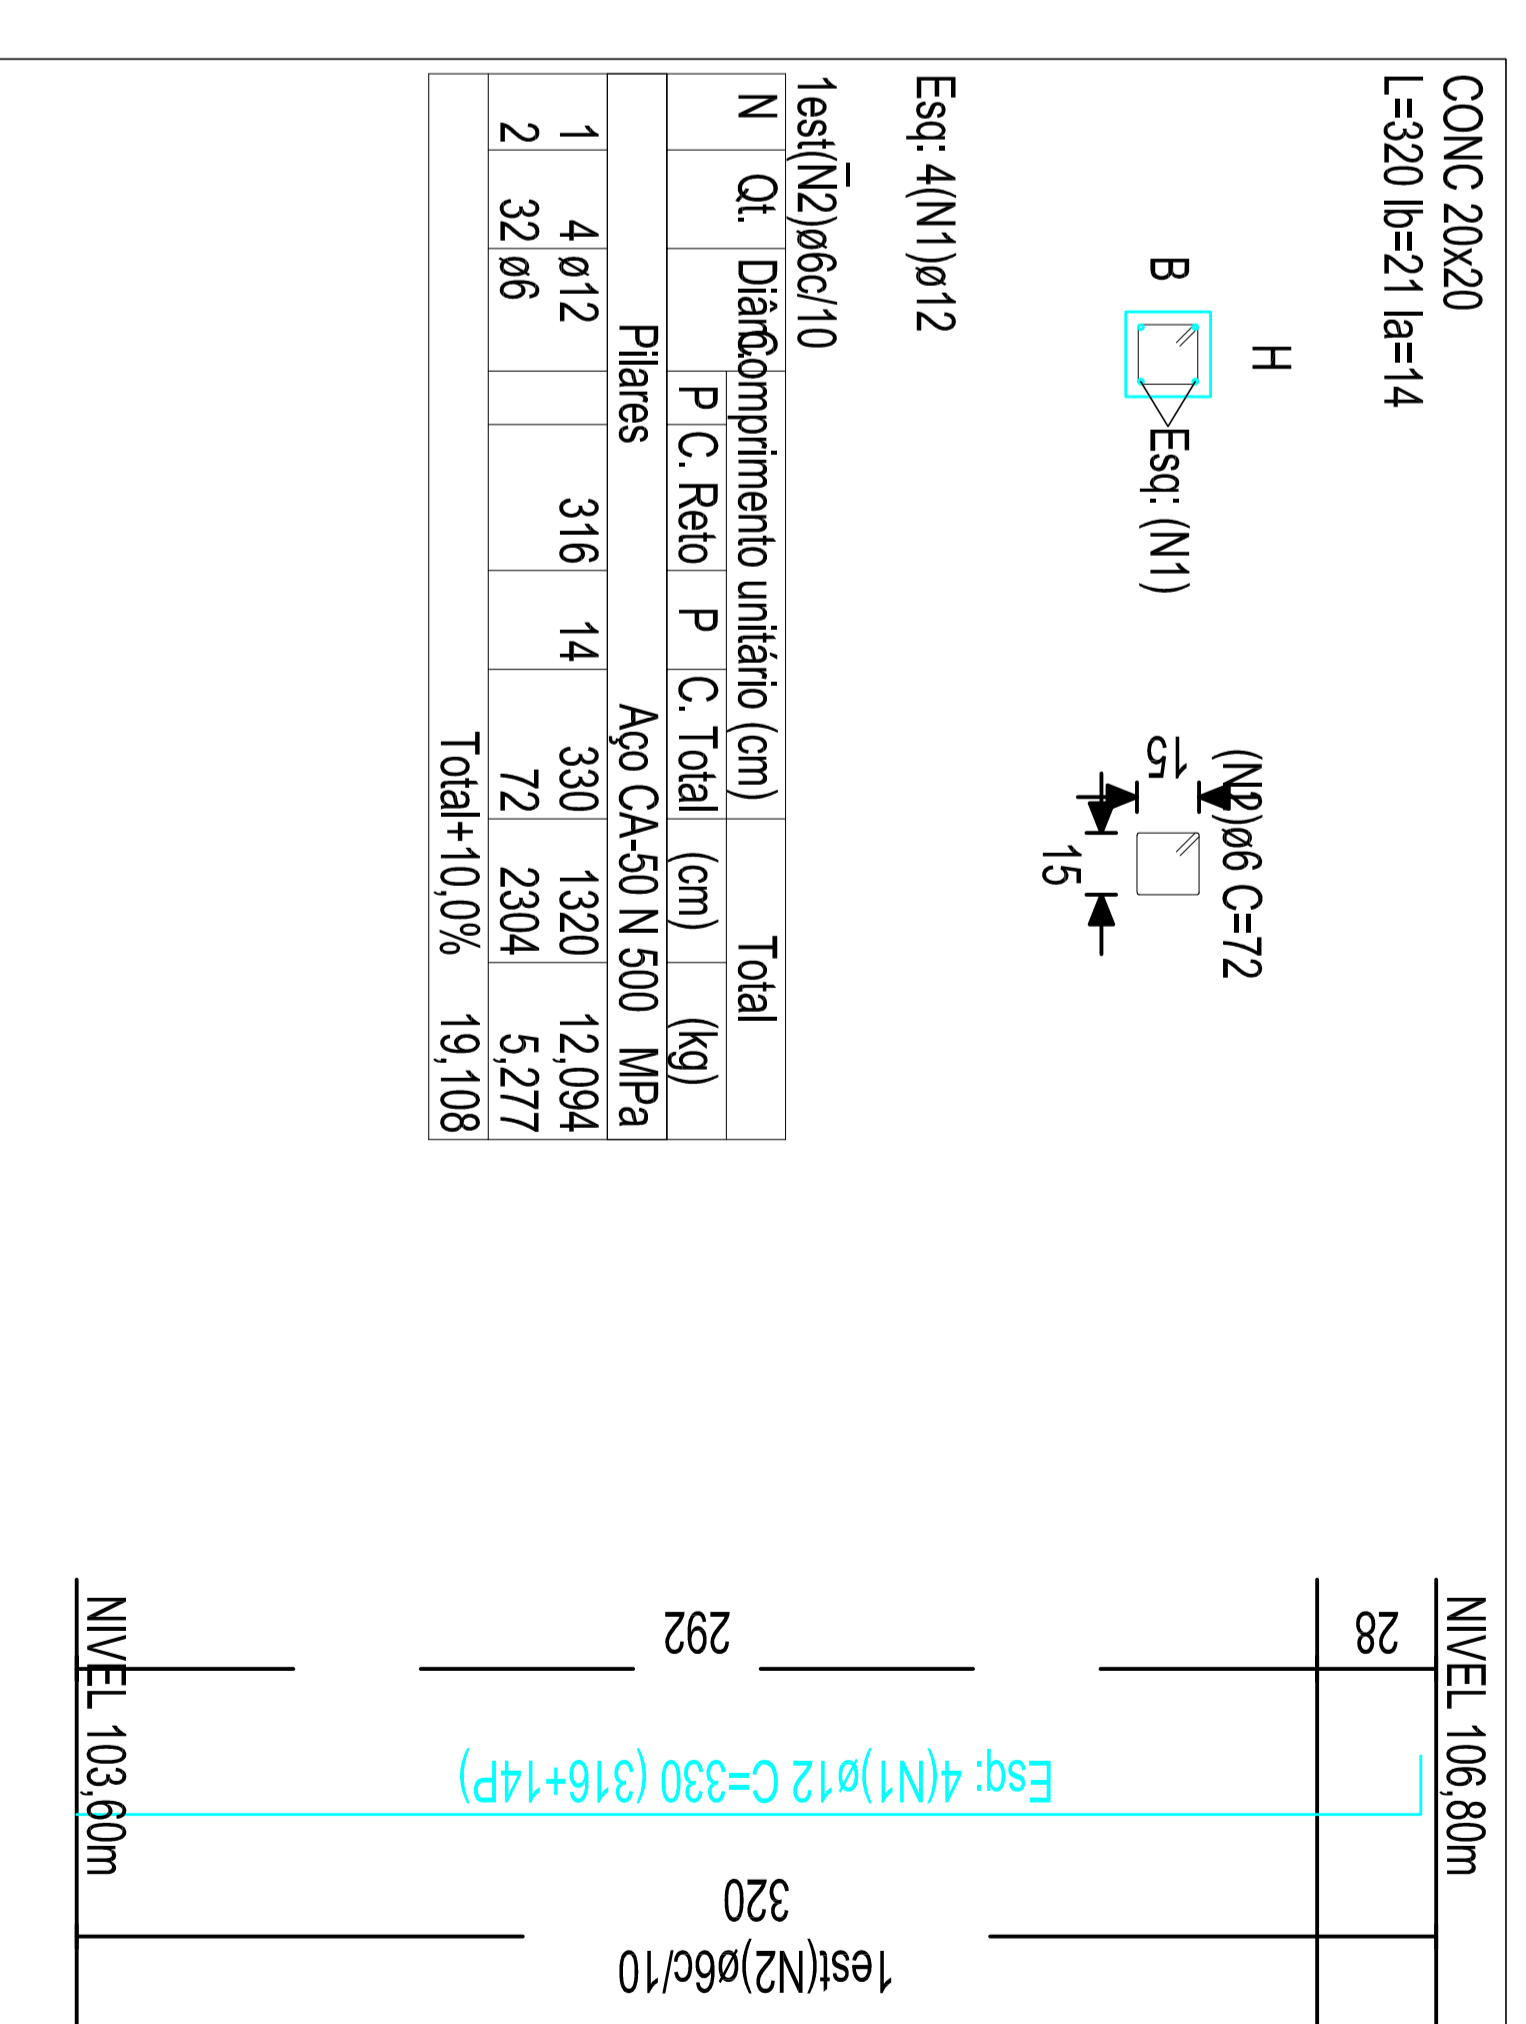 CONC 20x20
L=320 lb=21 la=14
H
B
Esq: (N1)
(N2)ø6 C=72
15
15
Esq: 4(N1)ø12
1est(N2)ø6c/10
N Qt. Diâm. Comprimento unitário (cm) Total
P C. Reto P C. Total (cm) (kg)
Pilares Aço CA-50 N 500 MPa
1 4 ø12 316 14 330 1320 12,094
2 32 ø6 72 2304 5,277
Total+10,0% 19,108
NIVEL 106,80m
28
292
Esq: 4(N1)ø12 C=330 (316+14P)
320
1est(N2)ø6c/10
NIVEL 103,60m